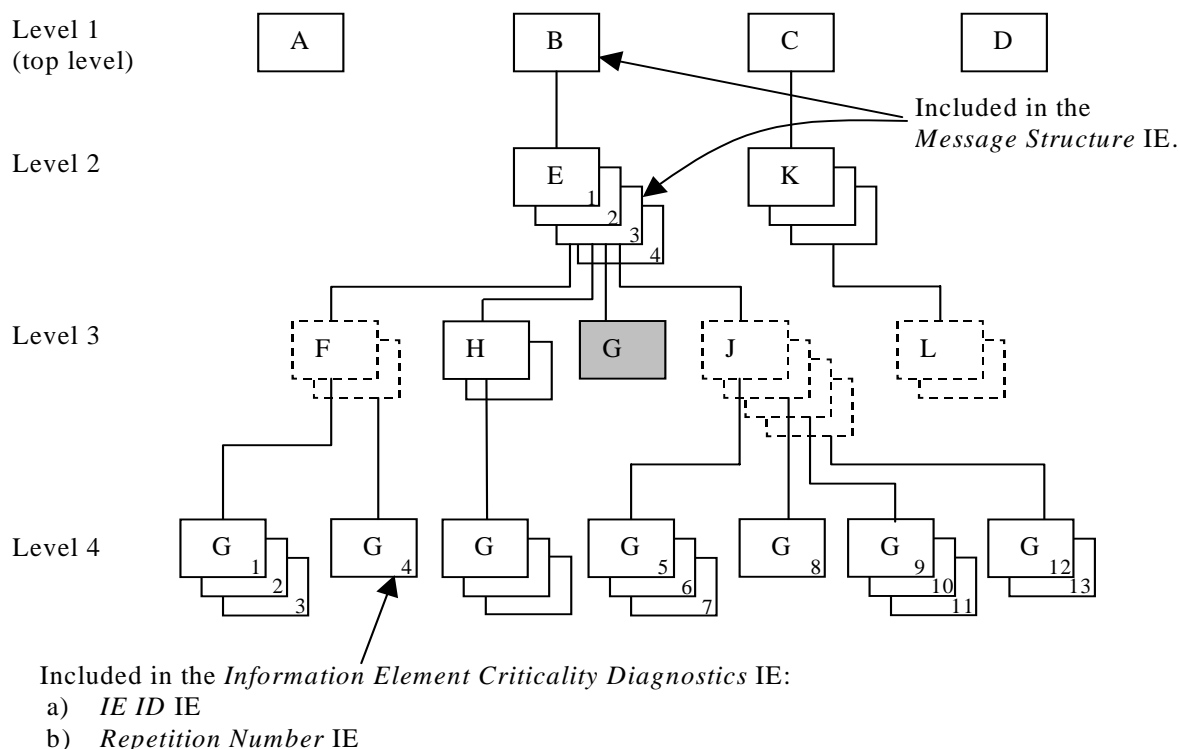 Level 1
(top level)
A
B
C
D
Included in the
Message Structure IE.
Level 2
E
1
2
3
4
K
Level 3
F
H
G
J
L
Level 4
G
1
2
3
G
4
G
G
5
6
7
G
8
G
9
10
11
G
12
13
Included in the Information Element Criticality Diagnostics IE:
a) IE ID IE
b) Repetition Number IE